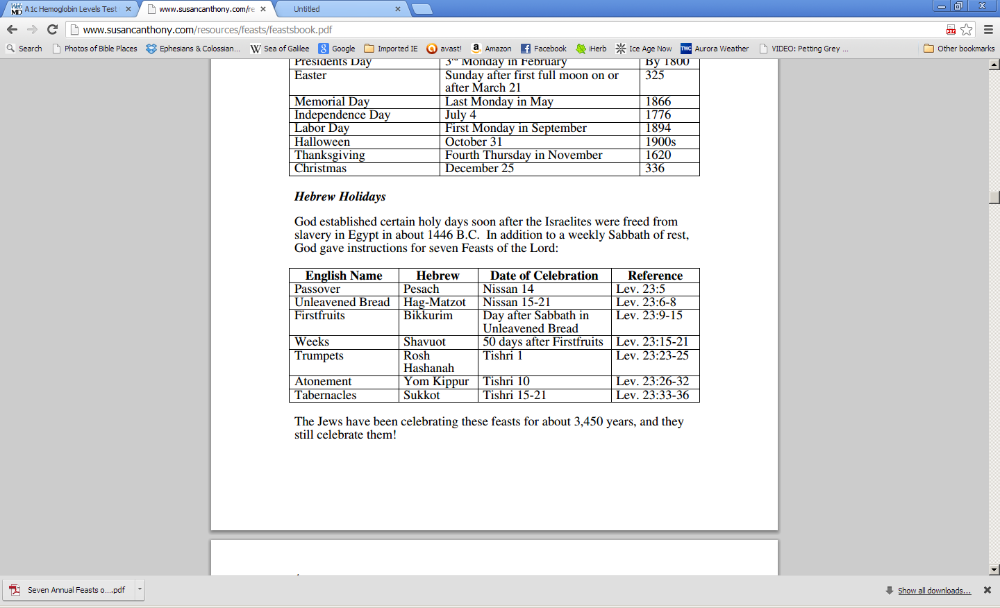 A1c Hemoglobin Levels Test
www.susancanthony.com/re
Untitled
www.susancanthony.com/resources/feasts/feastsbook.pdf
Search
Photos of Bible Places
Ephesians & Colossian...
Sea of Galilee
Google
Imported IE
avast!
Amazon
Facebook
iHerb
Ice Age Now
Aurora Weather
VIDEO: Petting Grey ...
Other bookmarks
Presidents Day 3rd Monday in February By 1800
Easter Sunday after first full moon on or 325
after March 21
Memorial Day Last Monday in May 1866
Independence Day July 4 1776
Labor Day First Monday in September 1894
Halloween October 31 1900s
Thanksgiving Fourth Thursday in November 1620
Christmas December 25 336
Hebrew Holidays
God established certain holy days soon after the Israelites were freed from
slavery in Egypt in about 1446 B.C. In addition to a weekly Sabbath of rest,
God gave instructions for seven Feasts of the Lord:
English Name Hebrew Date of Celebration Reference
Passover Pesach Nissan 14 Lev. 23:5
Unleavened Bread Hag-Matzot Nissan 15-21 Lev. 23:6-8
Firstfruits Bikkurim Day after Sabbath in Lev. 23:9-15
Unleavened Bread
Weeks Shavuot 50 days after Firstfruits Lev. 23:15-21
Trumpets Rosh Tishri 1 Lev. 23:23-25
Hashanah
Atonement Yom Kippur Tishri 10 Lev. 23:26-32
Tabernacles Sukkot Tishri 15-21 Lev. 23:33-36
The Jews have been celebrating these feasts for about 3,450 years, and they
still celebrate them!
Seven Annual Feasts o....pdf
Show all downloads...